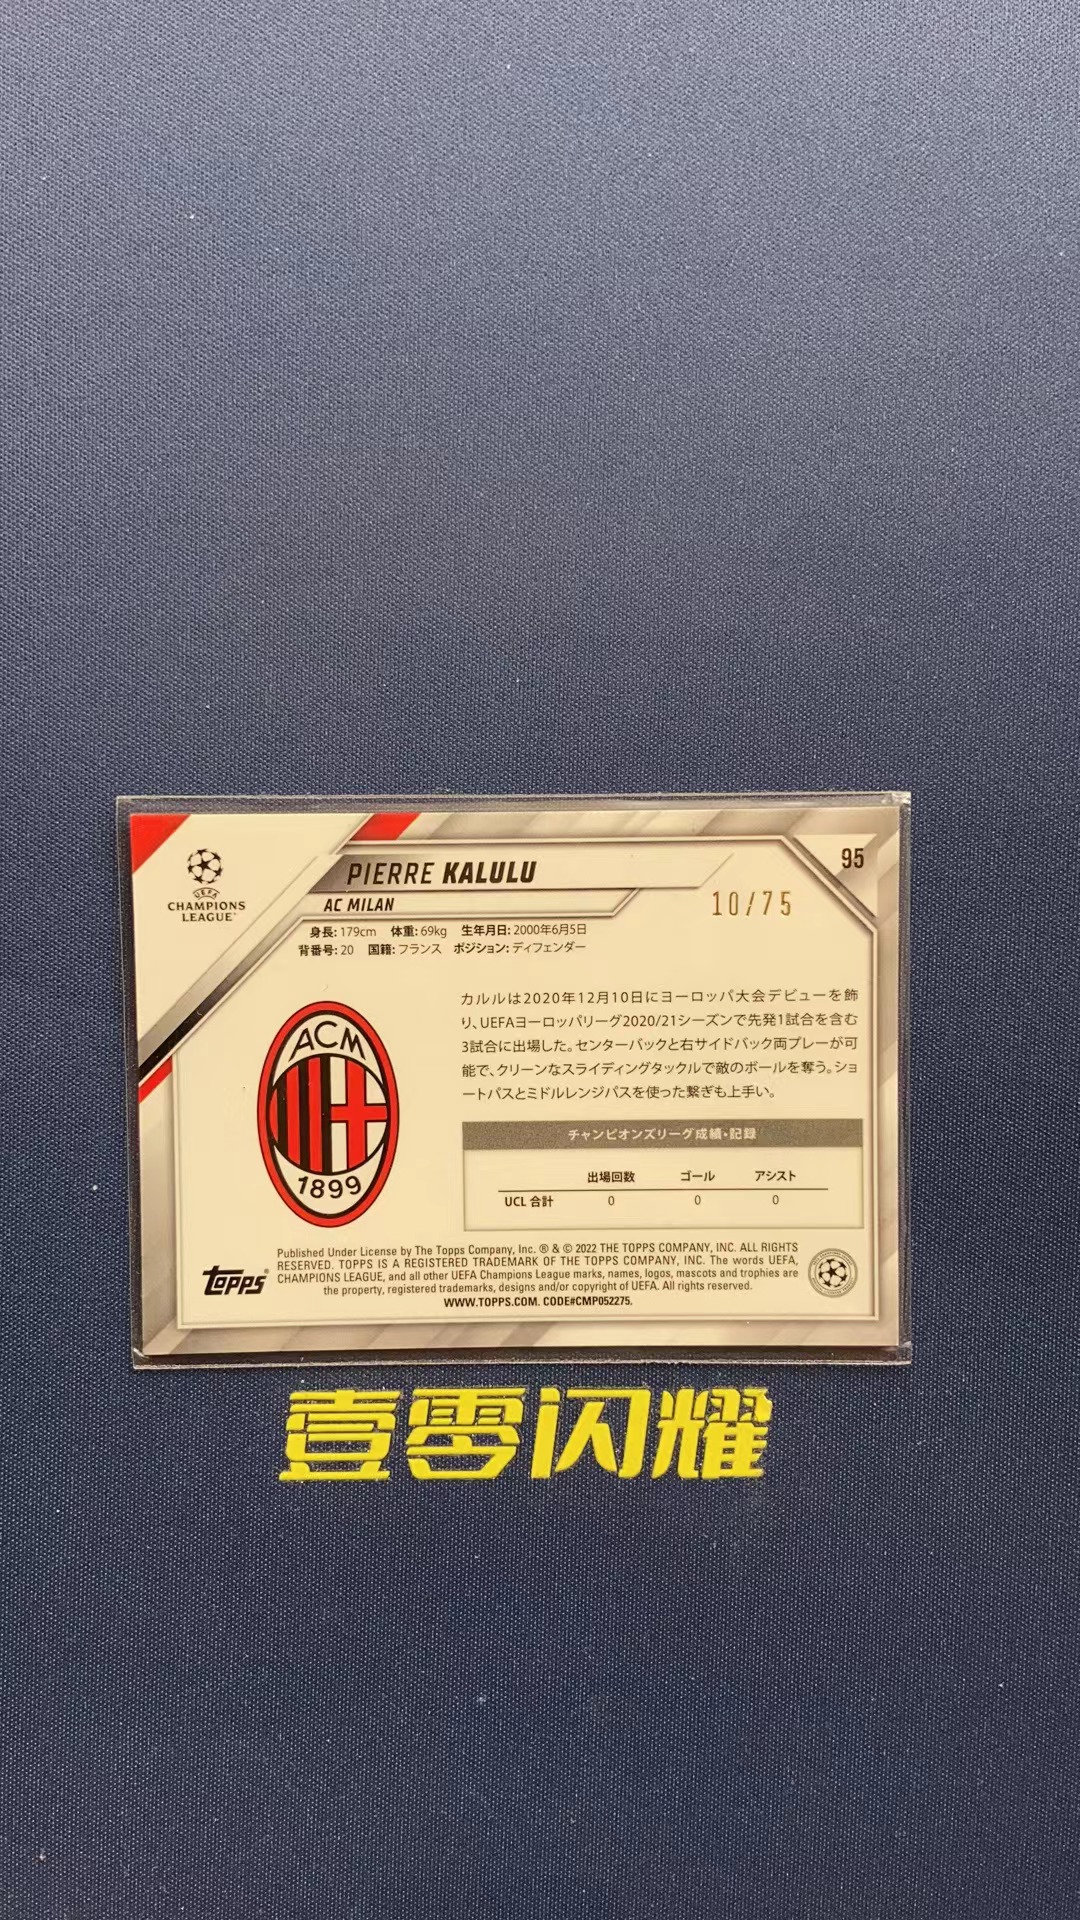 UEFA
CHAMPIONS
LEAGUE
PIERRE KALULU
95
AC MILAN
10/75
身長: 179cm 体重: 69kg 生年月日: 2000年6月5日
背番号: 20 国籍: フランス ポジション: ディフェンダー
カルルは2020年12月10日にヨーロッパ大会デビューを飾
り、UEFAヨーロッパリーグ2020/21シーズンで先発1試合を含む
3試合に出場した。センターバックと右サイドバック両プレーが可
能で、クリーンなスライディングタックルで敵のボールを奪う。ショ
ートパスとミドルレンジパスを使った繋ぎも上手い。
ACM
1899
チャンピオンズリーグ成績・記録
出場回数 ゴール アシスト
UCL 合計 0 0 0
TOPPS®
Published Under License by The Topps Company, Inc. ® & © 2022 THE TOPPS COMPANY, INC. ALL RIGHTS
RESERVED. TOPPS IS A REGISTERED TRADEMARK OF THE TOPPS COMPANY, INC. The words UEFA,
CHAMPIONS LEAGUE, and all other UEFA Champions League marks, names, logos, mascots and trophies are
the property, registered trademarks, designs and/or copyright of UEFA. All rights reserved.
WWW.TOPPS.COM. CODE#CMP052275.
壹零闪耀